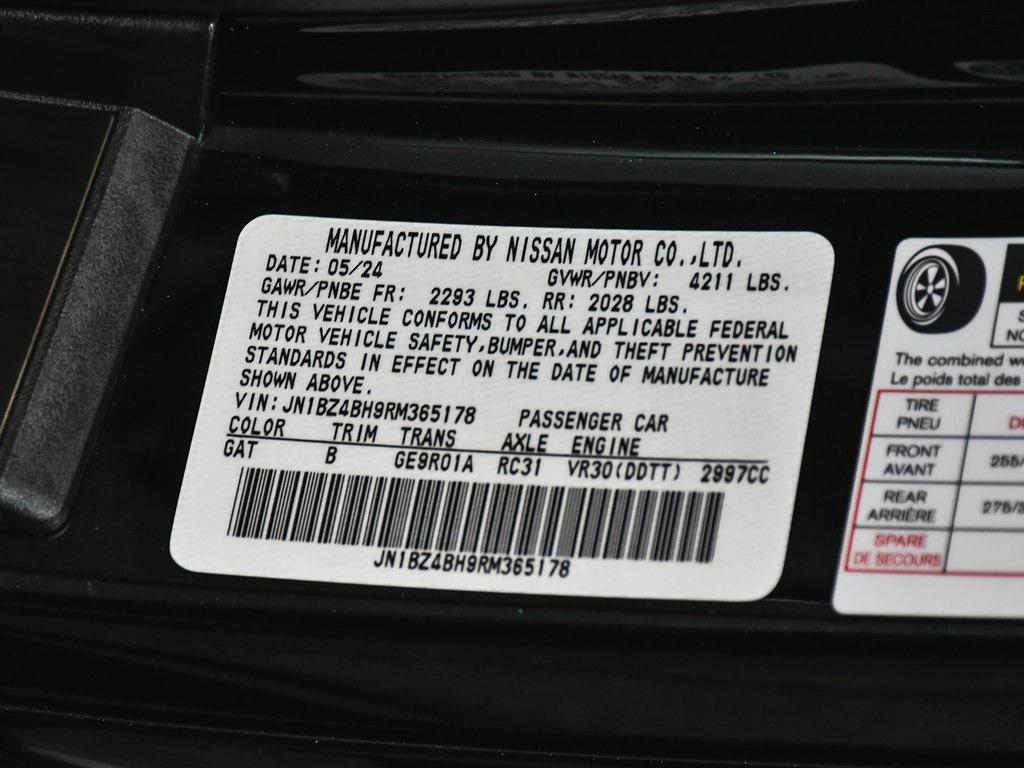 MANUFACTURED BY NISSAN MOTOR CO.,LTD.
DATE: 05/24 GVWR/PNBV: 4211 LBS.
GAWR/PNBE FR: 2293 LBS. RR: 2028 LBS.
THIS VEHICLE CONFORMS TO ALL APPLICABLE FEDERAL
MOTOR VEHICLE SAFETY,BUMPER,AND THEFT PREVENTION
STANDARDS IN EFFECT ON THE DATE OF MANUFACTURE
SHOWN ABOVE.
VIN: JN1BZ4BH9RM365178 PASSENGER CAR
COLOR TRIM TRANS AXLE ENGINE
GAT B GE9R01A RC31 VR30(DDTT) 2997CC
JN1BZ4BH9RM365178
The combined
Le poids total des
TIRE
PNEU
FRONT
AVANT
255/
REAR
ARRIÈRE
275/3
SPARE
DE SECOURS